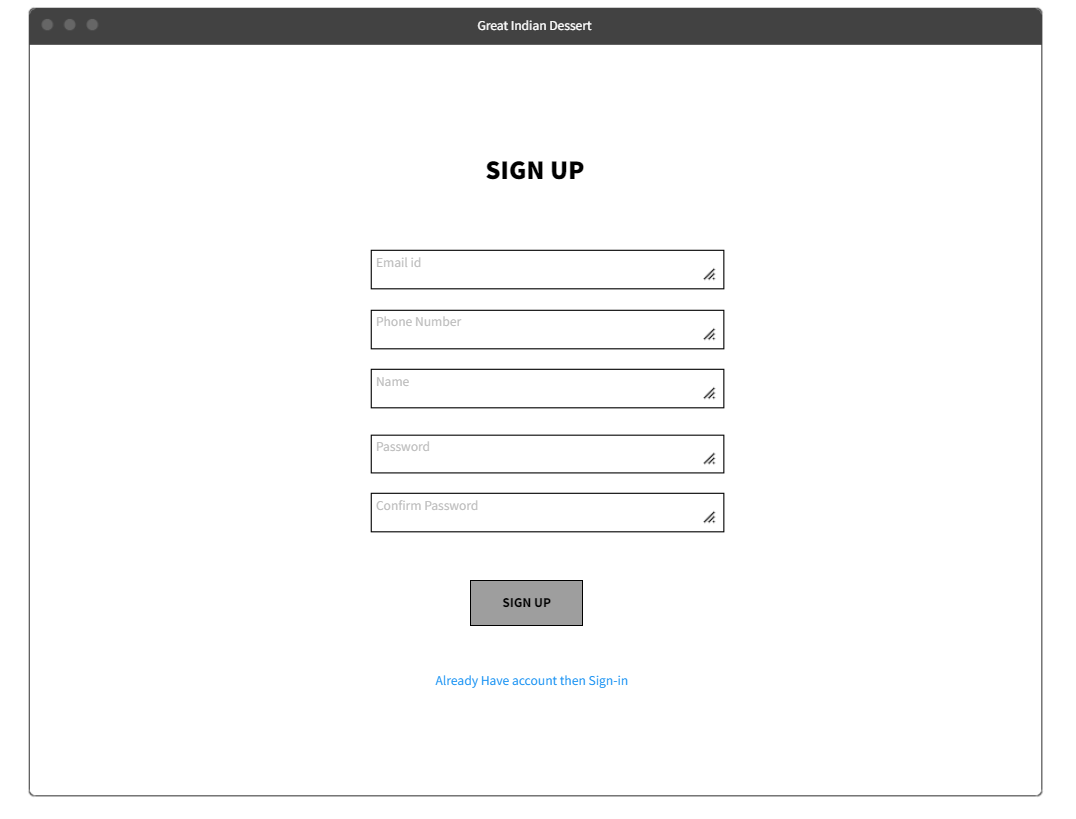 Great Indian Dessert
SIGN UP
Email id
Phone Number
Name
Password
Confirm Password
SIGN UP
Already Have account then Sign-in